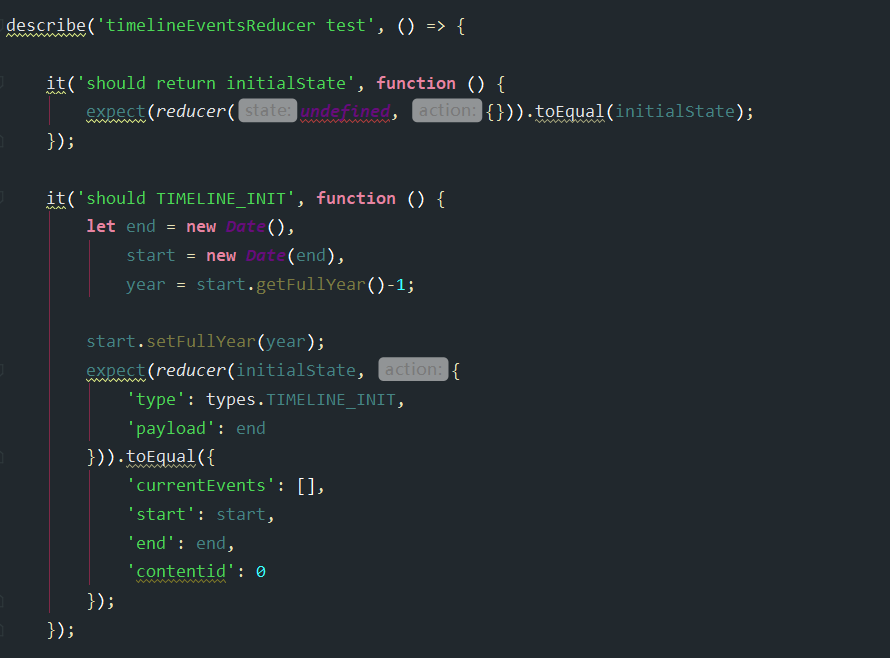 describe('timelineEventsReducer test', () => {
it('should return initialState', function () {
expect(reducer( state: undefined, action: {})).toEqual(initialState);
});
it('should TIMELINE_INIT', function () {
let end = new Date(),
start = new Date(end),
year = start.getFullYear()-1;
start.setFullYear(year);
expect(reducer(initialState, action: {
'type': types.TIMELINE_INIT,
'payload': end
})).toEqual({
'currentEvents': [],
'start': start,
'end': end,
'contentid': 0
});
});